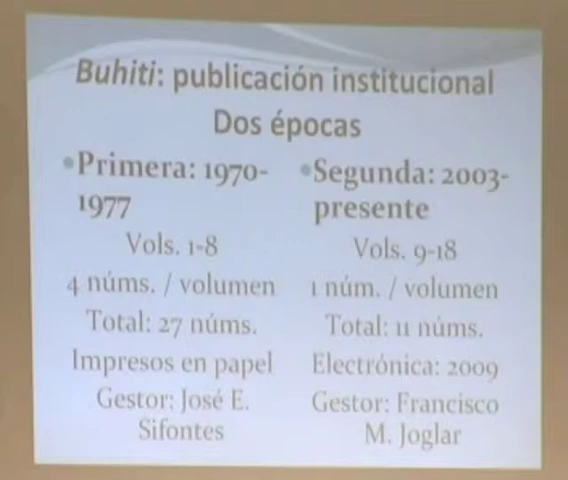 Buhiti: publicación institucional
Dos épocas
•Primera: 1970-
1977
Vols. 1-8
4 núms. / volumen
Total: 27 núms.
Impresos en papel
Gestor: José E.
Sifontes
•Segunda: 2003-
presente
Vols. 9-18
1 núm. / volumen
Total: 11 núms.
Electrónica: 2009
Gestor: Francisco
M. Joglar